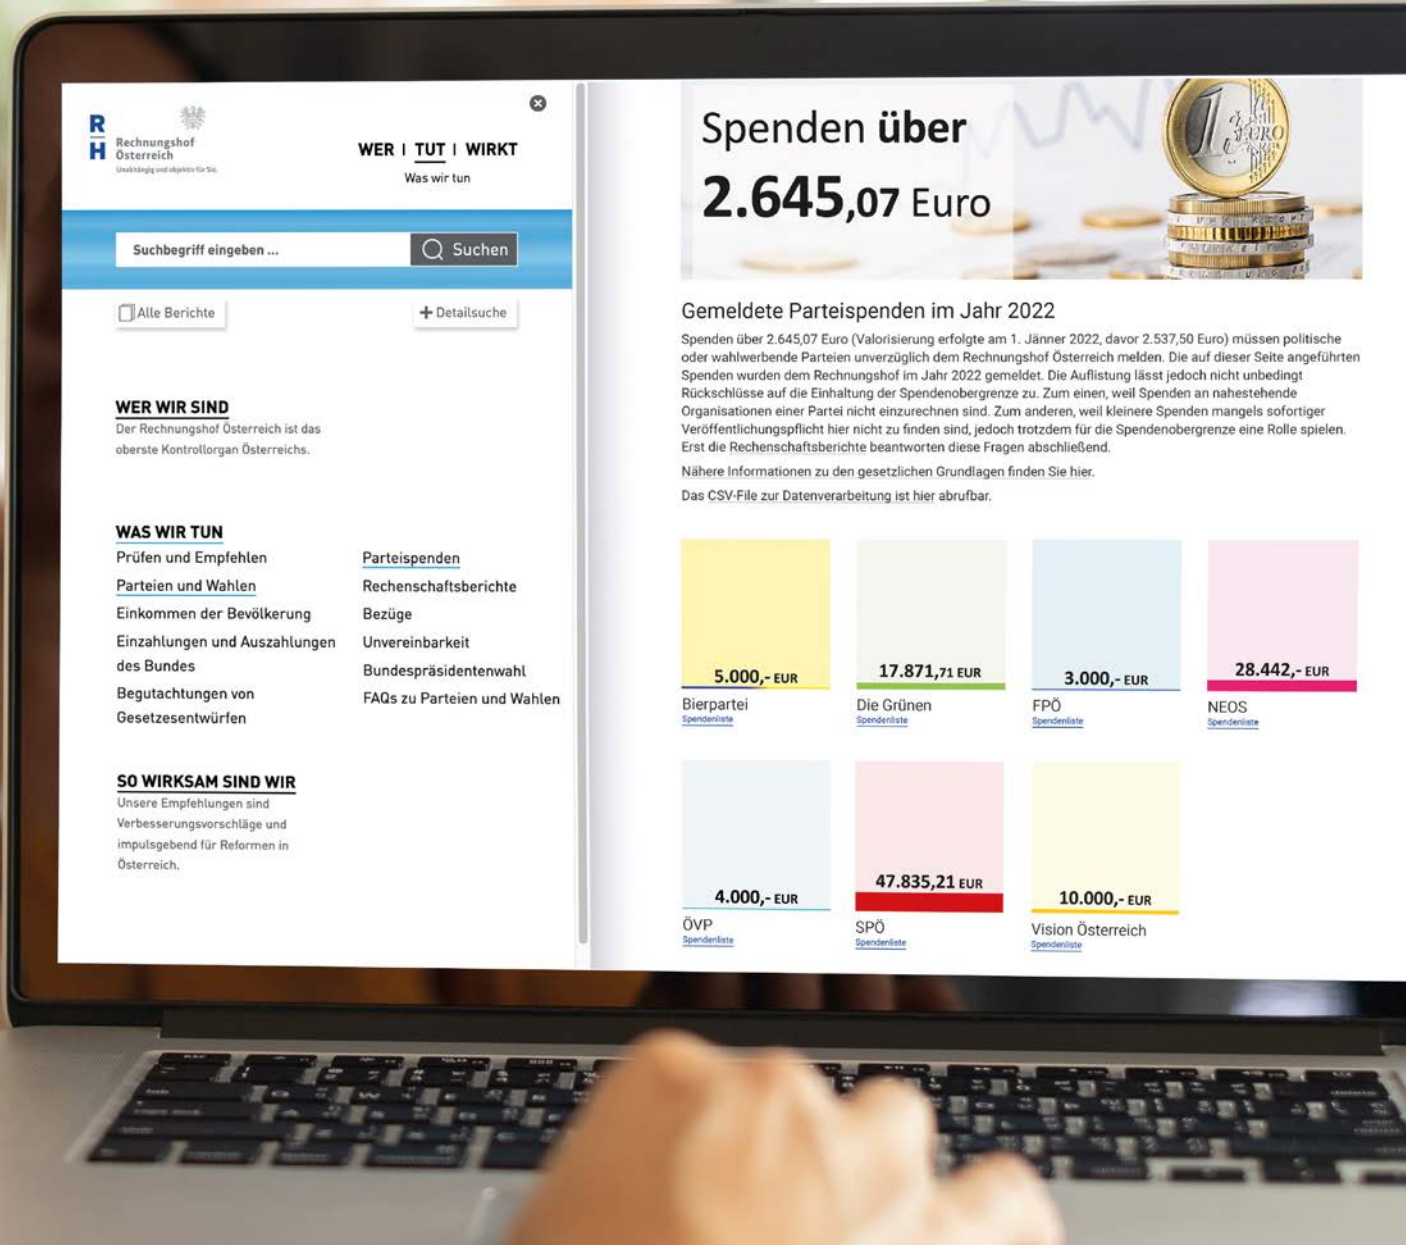 R
H
Rechnungshof
Österreich
Unabhängig und objektiv für Sie.
WER | TUT | WIRKT
Was wir tun
Suchbegriff eingeben ...
Suchen
Alle Berichte
+ Detailsuche
WER WIR SIND
Der Rechnungshof Österreich ist das
oberste Kontrollorgan Österreichs.
WAS WIR TUN
Prüfen und Empfehlen
Parteien und Wahlen
Einkommen der Bevölkerung
Einzahlungen und Auszahlungen
des Bundes
Begutachtungen von
Gesetzesentwürfen
Parteispenden
Rechenschaftsberichte
Bezüge
Unvereinbarkeit
Bundespräsidentenwahl
FAQs zu Parteien und Wahlen
SO WIRKSAM SIND WIR
Unsere Empfehlungen sind
Verbesserungsvorschläge und
impulsgebend für Reformen in
Österreich.
Spenden über
2.645,07 Euro
1 EURO
Gemeldete Parteispenden im Jahr 2022
Spenden über 2.645,07 Euro (Valorisierung erfolgte am 1. Jänner 2022, davor 2.537,50 Euro) müssen politische
oder wahlwerbende Parteien unverzüglich dem Rechnungshof Österreich melden. Die auf dieser Seite angeführten
Spenden wurden dem Rechnungshof im Jahr 2022 gemeldet. Die Auflistung lässt jedoch nicht unbedingt
Rückschlüsse auf die Einhaltung der Spendenobergrenze zu. Zum einen, weil Spenden an nahestehende
Organisationen einer Partei nicht einzurechnen sind. Zum anderen, weil kleinere Spenden mangels sofortiger
Veröffentlichungspflicht hier nicht zu finden sind, jedoch trotzdem für die Spendenobergrenze eine Rolle spielen.
Erst die Rechenschaftsberichte beantworten diese Fragen abschließend.
Nähere Informationen zu den gesetzlichen Grundlagen finden Sie hier.
Das CSV-File zur Datenverarbeitung ist hier abrufbar.
5.000,- EUR
Bierpartei
Spendenliste
17.871,71 EUR
Die Grünen
Spendenliste
3.000,- EUR
FPÖ
Spendenliste
28.442,- EUR
NEOS
Spendenliste
4.000,- EUR
ÖVP
Spendenliste
47.835,21 EUR
SPÖ
Spendenliste
10.000,- EUR
Vision Österreich
Spendenliste